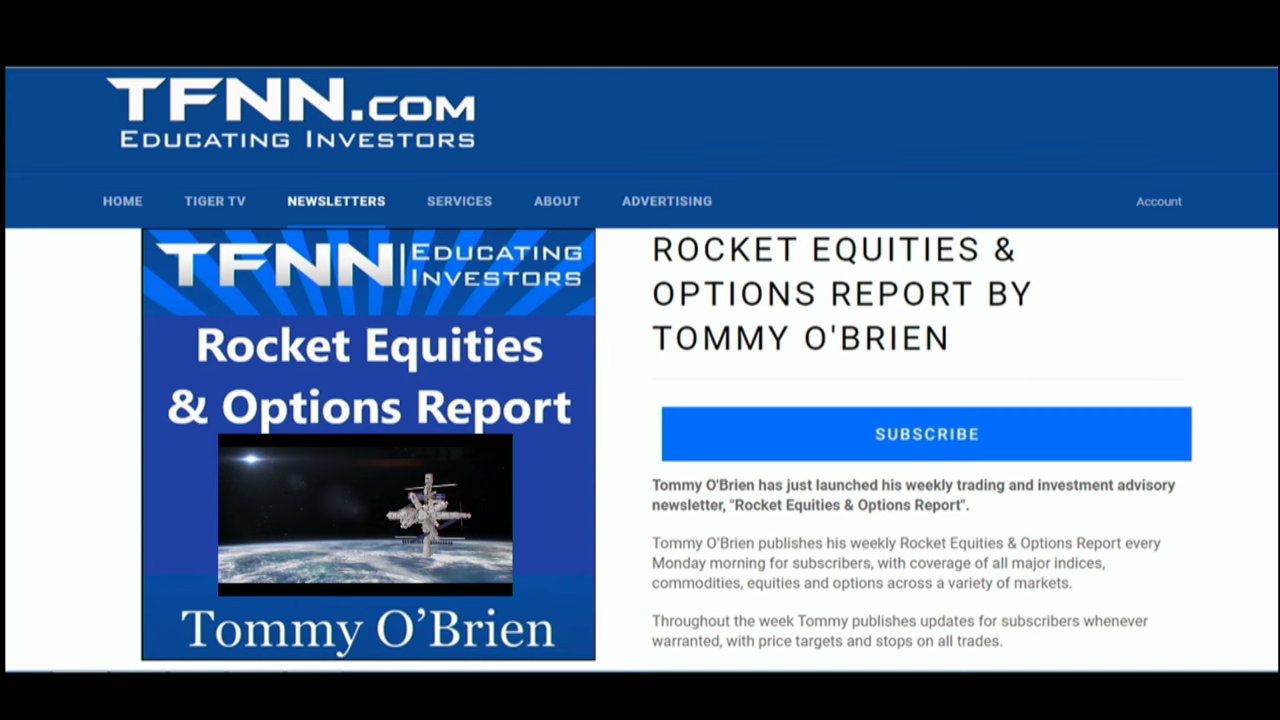 TFNN.COM
EDUCATING INVESTORS
HOME TIGER TV NEWSLETTERS SERVICES ABOUT ADVERTISING Account
TFNN | EDUCATING
INVESTORS
Rocket Equities
& Options Report
Tommy O’Brien
ROCKET EQUITIES &
OPTIONS REPORT BY
TOMMY O'BRIEN
SUBSCRIBE
Tommy O'Brien has just launched his weekly trading and investment advisory
newsletter, "Rocket Equities & Options Report".
Tommy O'Brien publishes his weekly Rocket Equities & Options Report every
Monday morning for subscribers, with coverage of all major indices,
commodities, equities and options across a variety of markets.
Throughout the week Tommy publishes updates for subscribers whenever
warranted, with price targets and stops on all trades.